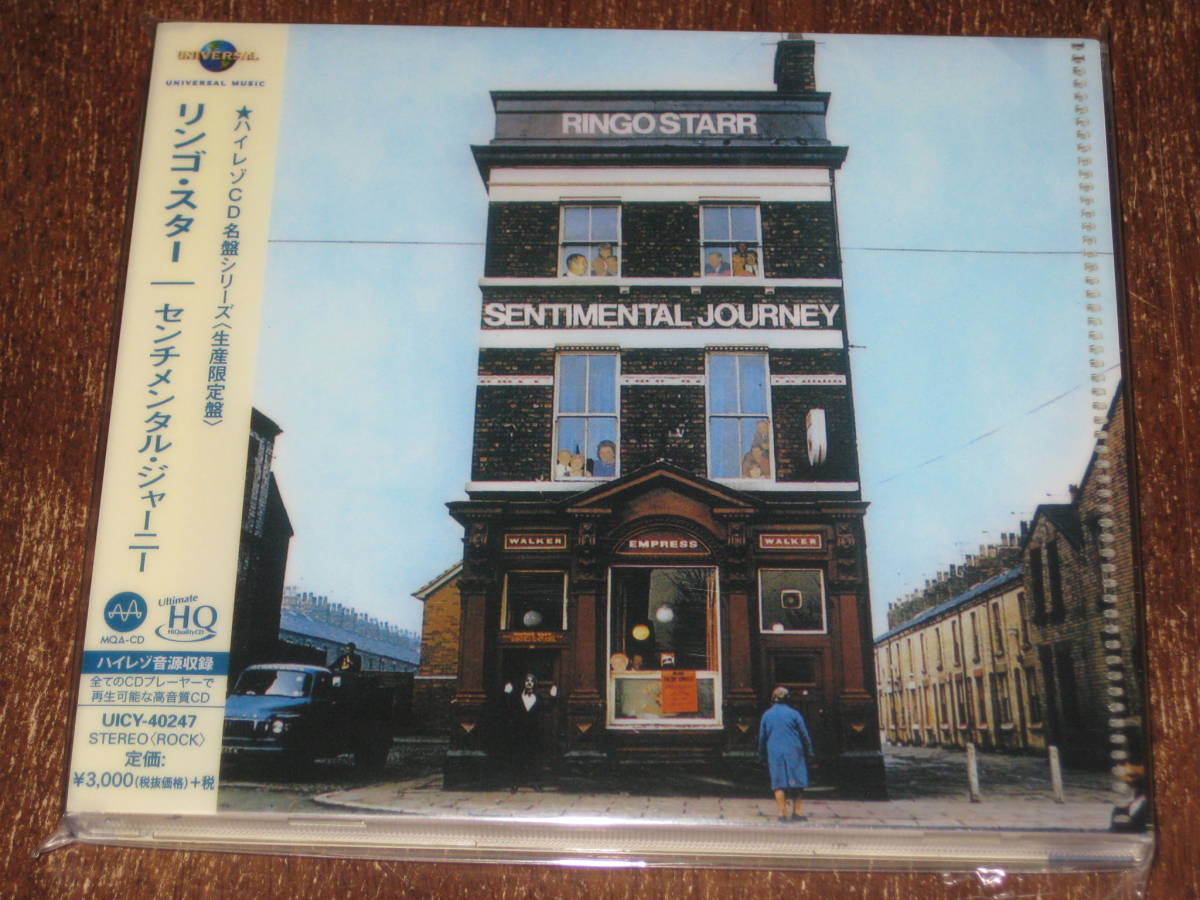 UNIVERSAL
UNIVERSAL MUSIC
★ハイレゾCD名盤シリーズ〈生産限定盤〉
リンゴ・スター｜センチメンタル・ジャーニー
MQA-CD
Ultimate
HQ
HiQualityCD
ハイレゾ音源収録
全てのCDプレーヤーで
再生可能な高音質CD
UICY-40247
STEREO〈ROCK〉
定価:
¥3,000(税抜価格)+税
RINGO STARR
SENTIMENTAL JOURNEY
WALKER
EMPRESS
WALKER